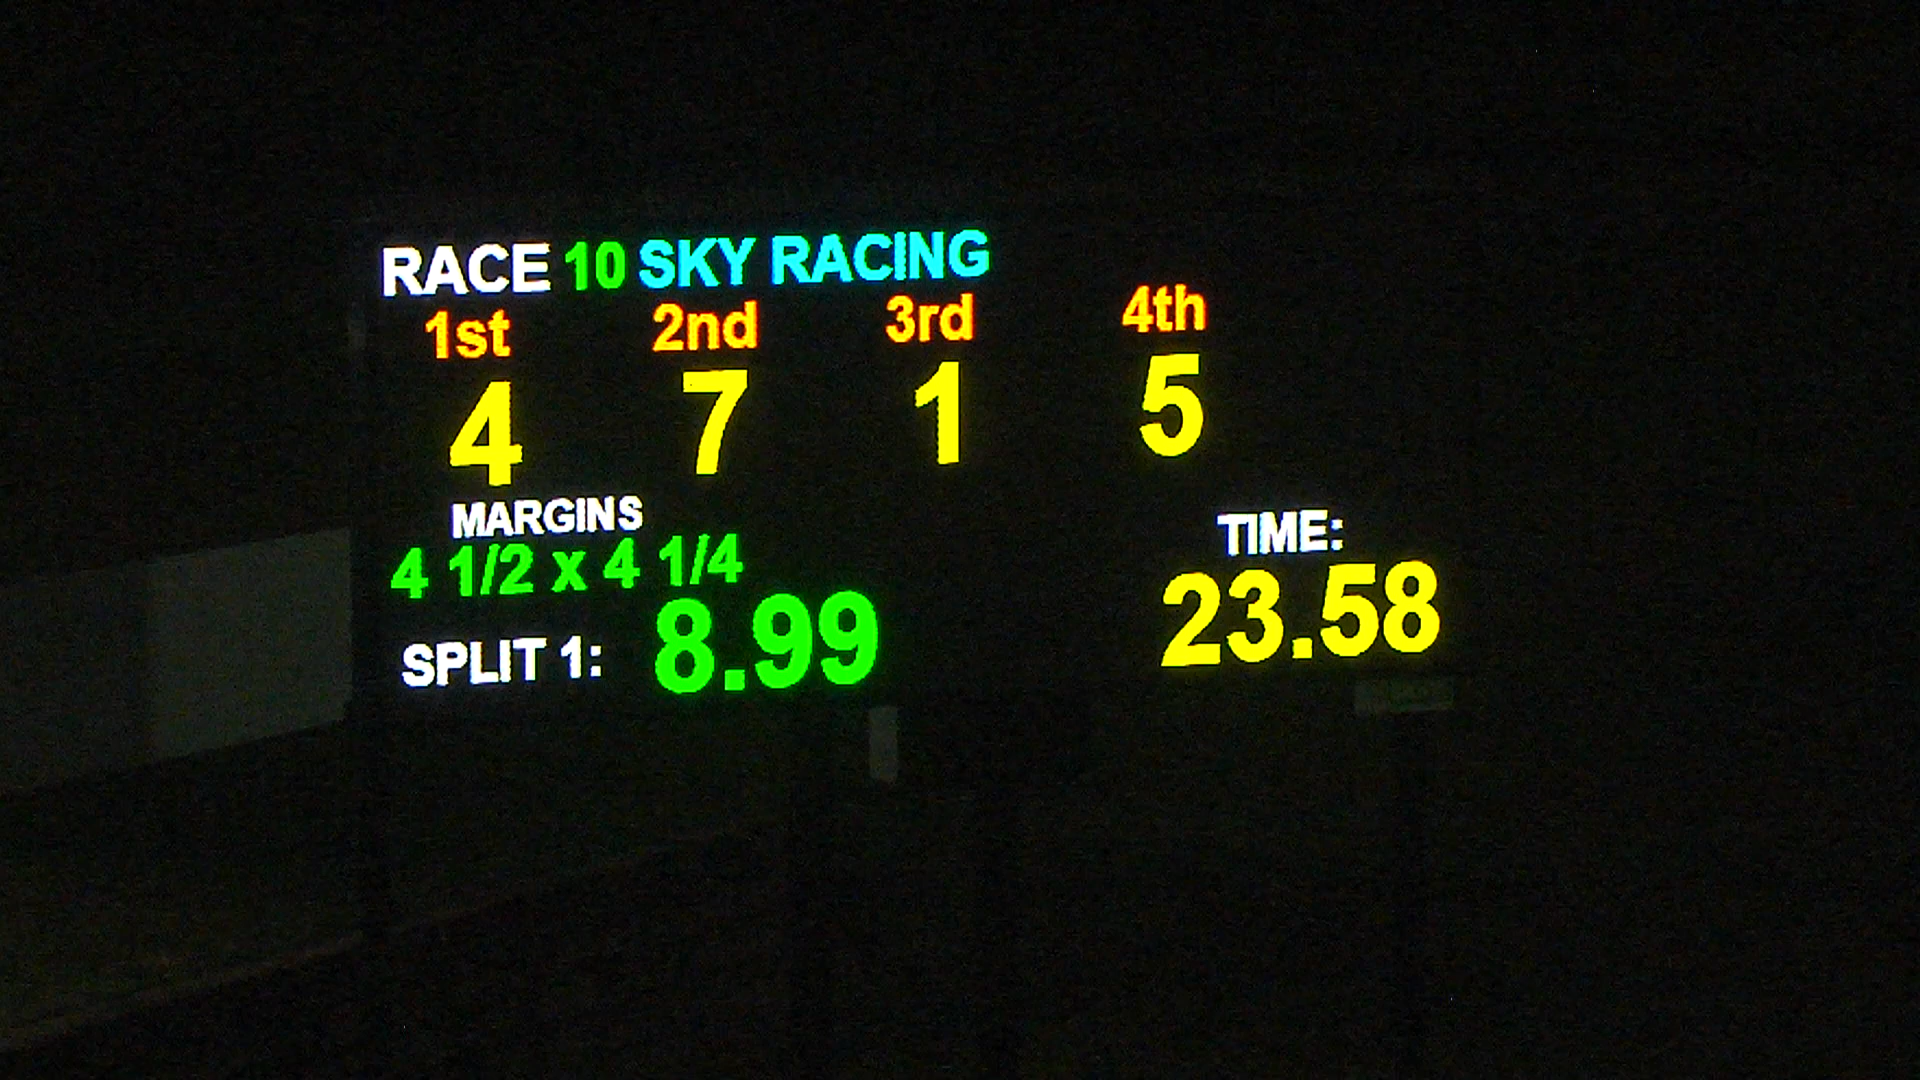 RACE 10 SKY RACING
1st 2nd 3rd 4th
4 7 1 5
MARGINS
4 1/2 x 4 1/4
TIME:
23.58
SPLIT 1: 8.99